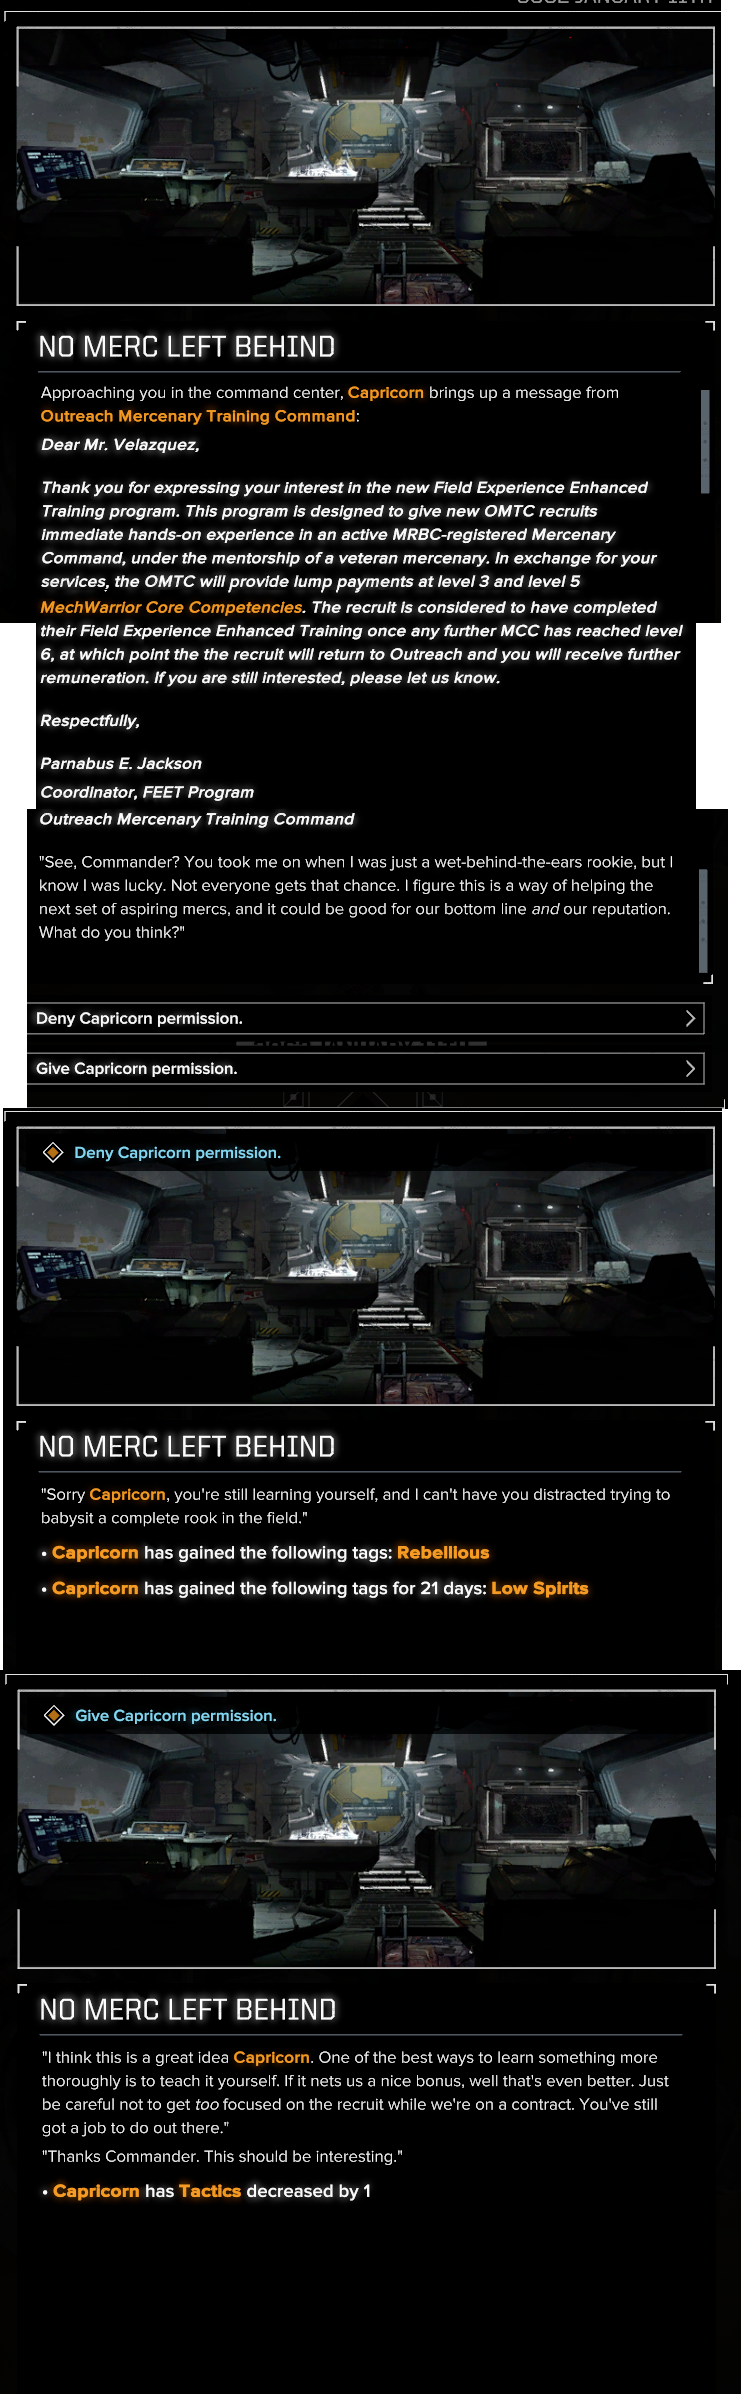 NO MERC LEFT BEHIND
Approaching you in the command center, Capricorn brings up a message from
Outreach Mercenary Training Command:
Dear Mr. Velazquez,
Thank you for expressing your interest in the new Field Experience Enhanced
Training program. This program is designed to give new OMTC recruits
immediate hands-on experience in an active MRBC-registered Mercenary
Command, under the mentorship of a veteran mercenary. In exchange for your
services, the OMTC will provide lump payments at level 3 and level 5
MechWarrior Core Competencies. The recruit is considered to have completed
their Field Experience Enhanced Training once any further MCC has reached level
6, at which point the the recruit will return to Outreach and you will receive further
remuneration. If you are still interested, please let us know.
Respectfully,
Parnabus E. Jackson
Coordinator, FEET Program
Outreach Mercenary Training Command
"See, Commander? You took me on when I was just a wet-behind-the-ears rookie, but I
know I was lucky. Not everyone gets that chance. I figure this is a way of helping the
next set of aspiring mercs, and it could be good for our bottom line and our reputation.
What do you think?"
Deny Capricorn permission.
Give Capricorn permission.
Deny Capricorn permission.
NO MERC LEFT BEHIND
"Sorry Capricorn, you're still learning yourself, and I can't have you distracted trying to
babysit a complete rook in the field."
• Capricorn has gained the following tags: Rebellious
• Capricorn has gained the following tags for 21 days: Low Spirits
Give Capricorn permission.
NO MERC LEFT BEHIND
"I think this is a great idea Capricorn. One of the best ways to learn something more
thoroughly is to teach it yourself. If it nets us a nice bonus, well that's even better. Just
be careful not to get too focused on the recruit while we're on a contract. You've still
got a job to do out there."
"Thanks Commander. This should be interesting."
• Capricorn has Tactics decreased by 1